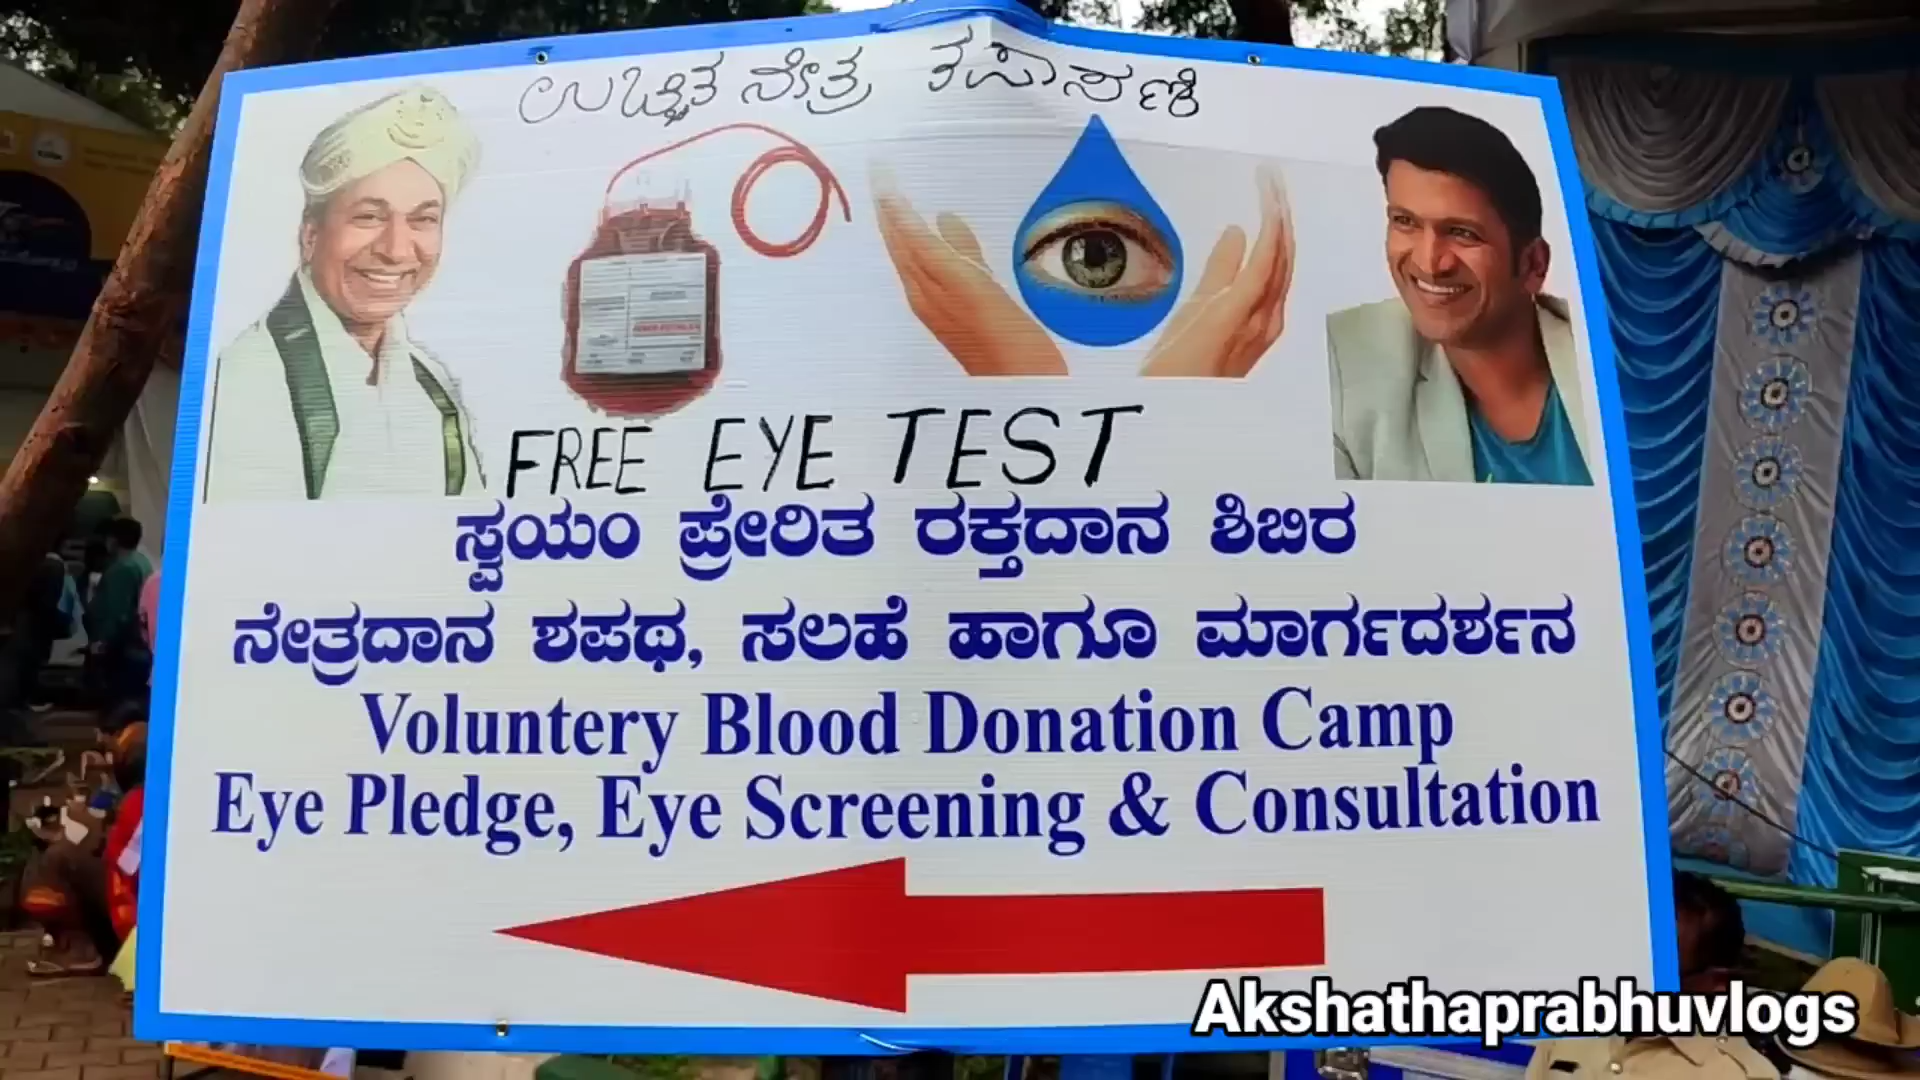 ಉಚಿತ ನೇತ್ರ ತಪಾಸಣೆ
FREE EYE TEST
ಸ್ವಯಂ ಪ್ರೇರಿತ ರಕ್ತದಾನ ಶಿಬಿರ
ನೇತ್ರದಾನ ಶಪಥ, ಸಲಹೆ ಹಾಗೂ ಮಾರ್ಗದರ್ಶನ
Voluntery Blood Donation Camp
Eye Pledge, Eye Screening & Consultation
Akshathaprabhuvlogs